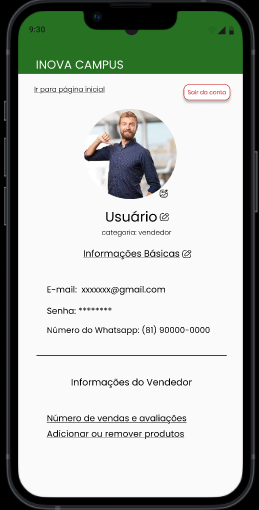 9:30
INOVA CAMPUS
Ir para página inicial
Sair da conta
Usuário
categoria: vendedor
Informações Básicas
E-mail: xxxxxxx@gmail.com
Senha: ********
Número do Whatsapp: (81) 90000-0000
Informações do Vendedor
Número de vendas e avaliações
Adicionar ou remover produtos